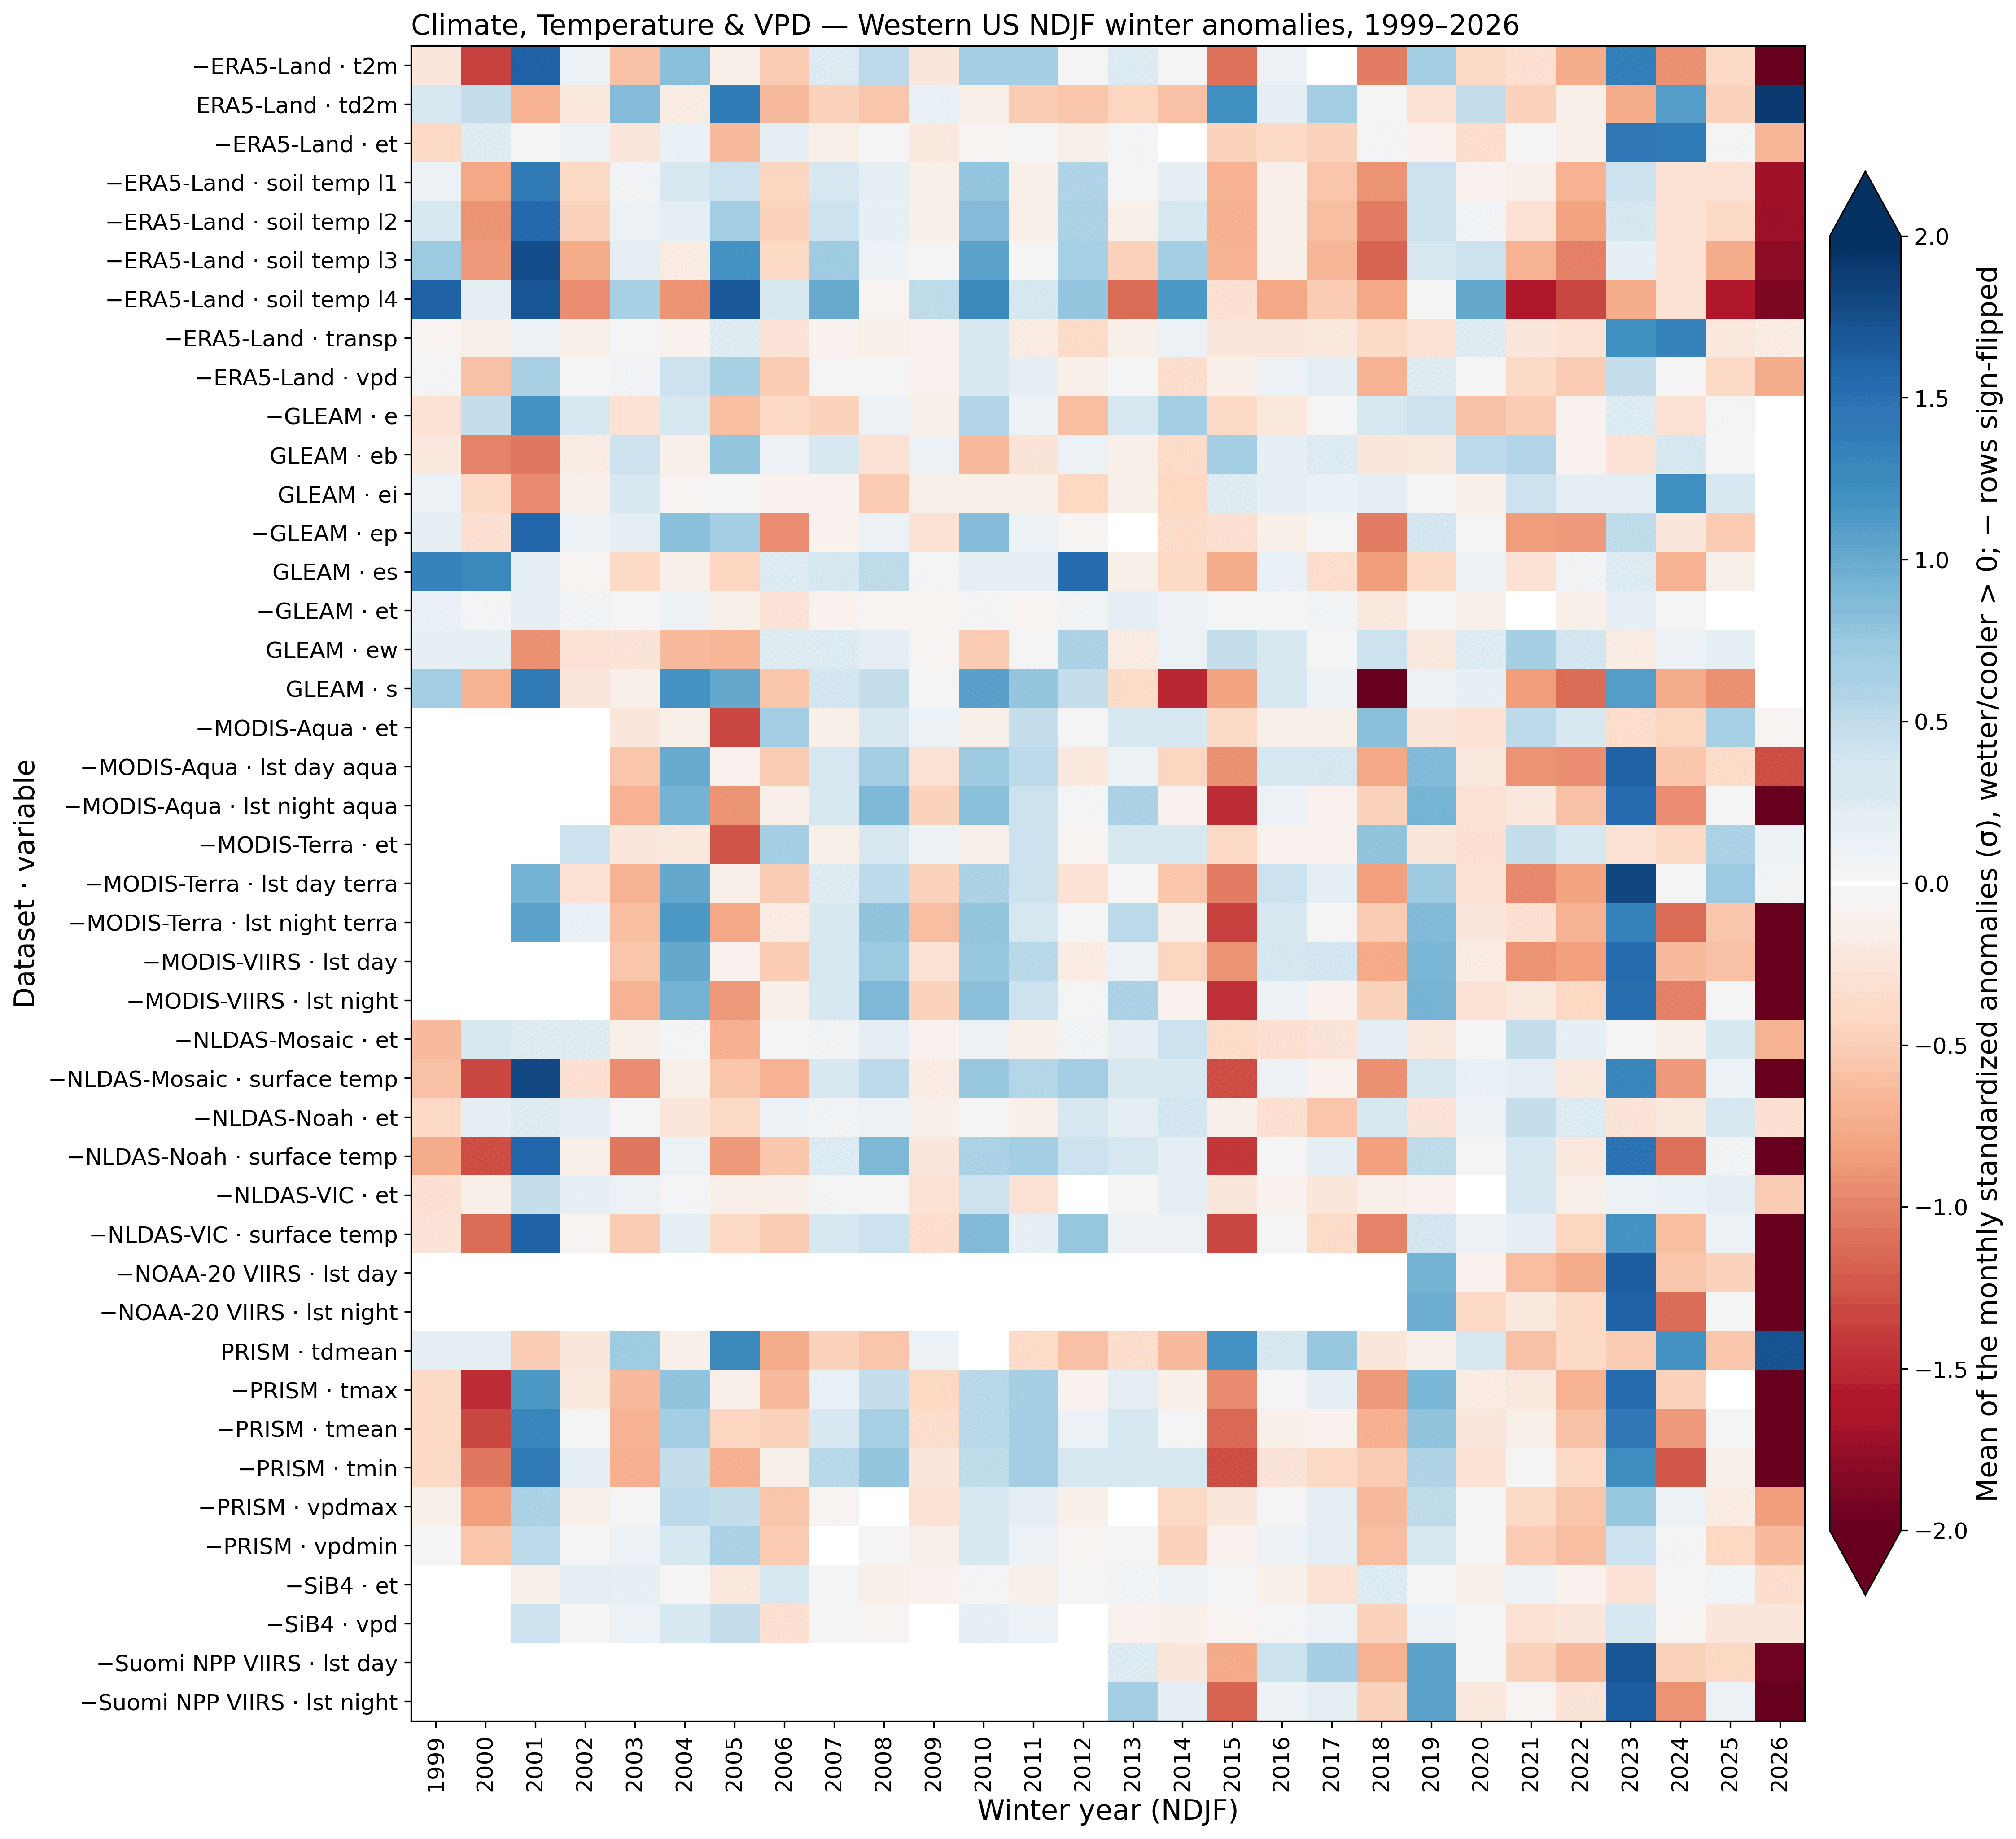 Climate, Temperature & VPD — Western US NDJF winter anomalies, 1999–2026
Dataset · variable
−ERA5-Land · t2m
ERA5-Land · td2m
−ERA5-Land · et
−ERA5-Land · soil temp l1
−ERA5-Land · soil temp l2
−ERA5-Land · soil temp l3
−ERA5-Land · soil temp l4
−ERA5-Land · transp
−ERA5-Land · vpd
−GLEAM · e
GLEAM · eb
GLEAM · ei
−GLEAM · ep
GLEAM · es
−GLEAM · et
GLEAM · ew
GLEAM · s
−MODIS-Aqua · et
−MODIS-Aqua · lst day aqua
−MODIS-Aqua · lst night aqua
−MODIS-Terra · et
−MODIS-Terra · lst day terra
−MODIS-Terra · lst night terra
−MODIS-VIIRS · lst day
−MODIS-VIIRS · lst night
−NLDAS-Mosaic · et
−NLDAS-Mosaic · surface temp
−NLDAS-Noah · et
−NLDAS-Noah · surface temp
−NLDAS-VIC · et
−NLDAS-VIC · surface temp
−NOAA-20 VIIRS · lst day
−NOAA-20 VIIRS · lst night
PRISM · tdmean
−PRISM · tmax
−PRISM · tmean
−PRISM · tmin
−PRISM · vpdmax
−PRISM · vpdmin
−SiB4 · et
−SiB4 · vpd
−Suomi NPP VIIRS · lst day
−Suomi NPP VIIRS · lst night
1999
2000
2001
2002
2003
2004
2005
2006
2007
2008
2009
2010
2011
2012
2013
2014
2015
2016
2017
2018
2019
2020
2021
2022
2023
2024
2025
2026
Winter year (NDJF)
2.0
1.5
1.0
0.5
0.0
−0.5
−1.0
−1.5
−2.0
Mean of the monthly standardized anomalies (σ), wetter/cooler > 0; − rows sign-flipped